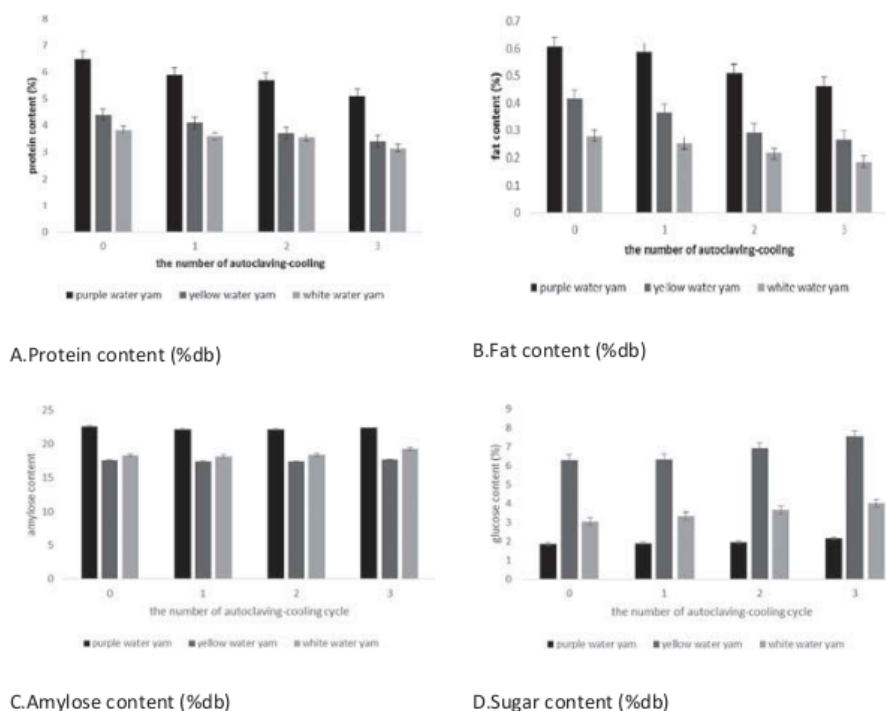 8
7
6
5
4
3
2
1
0
protein content (%)
0 1 2 3
the number of autoclaving-cooling
purple water yam yellow water yam white water yam
A.Protein content (%db)
0.7
0.6
0.5
0.4
0.3
0.2
0.1
0
fat content (%)
0 1 2 3
the number of autoclaving-cooling
purple water yam yellow water yam white water yam
B.Fat content (%db)
25
20
15
10
5
0
amylose content
0 1 2 3
the number of autoclaving-cooling cycle
purple water yam yellow water yam white water yam
C.Amylose content (%db)
9
8
7
6
5
4
3
2
1
0
glucose content (%)
0 1 2 3
the number of autoclaving-cooling cycle
purple water yam yellow water yam white water yam
D.Sugar content (%db)